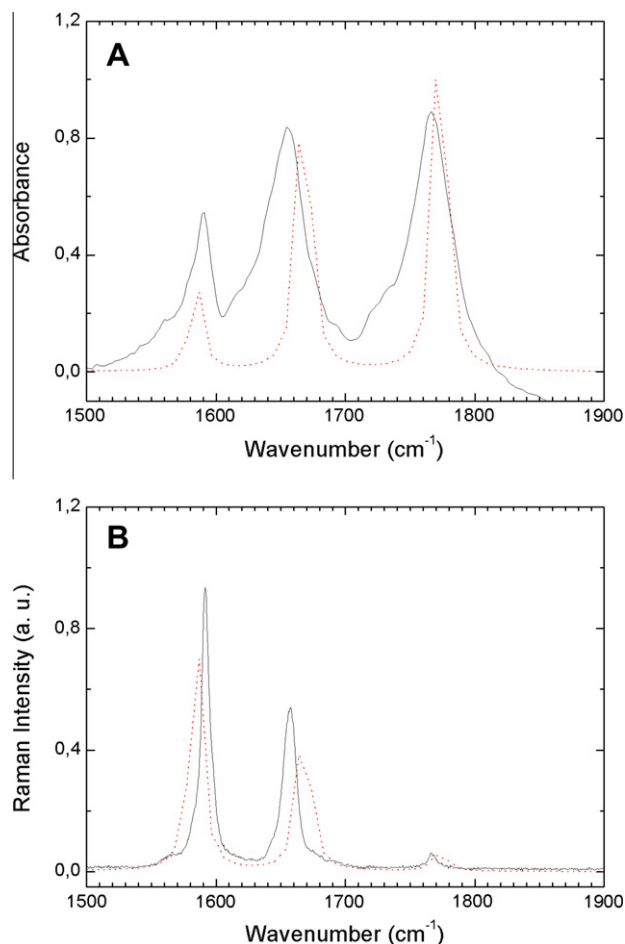 1,2
A
0,8
Absorbance
0,4
0,0
1500 1600 1700 1800 1900
Wavenumber (cm⁻¹)
1,2
B
0,8
Raman Intensity (a. u.)
0,4
0,0
1500 1600 1700 1800 1900
Wavenumber (cm⁻¹)